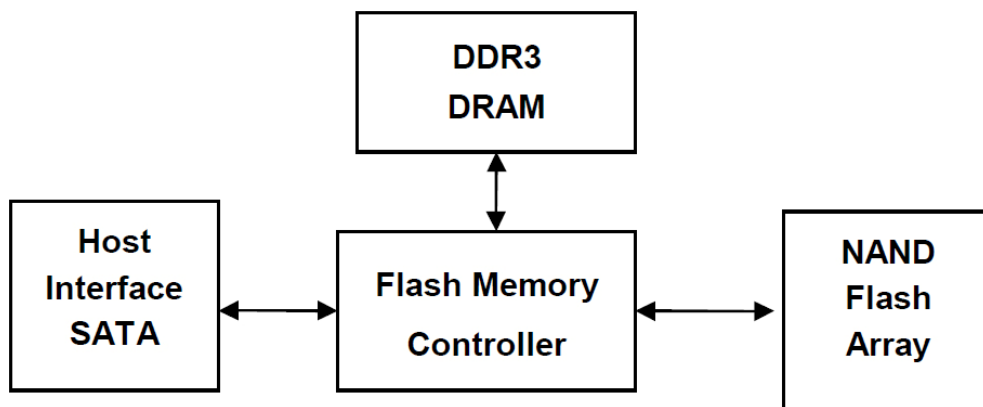 DDR3
DRAM
Host
Interface
SATA
Flash Memory
Controller
NAND
Flash
Array